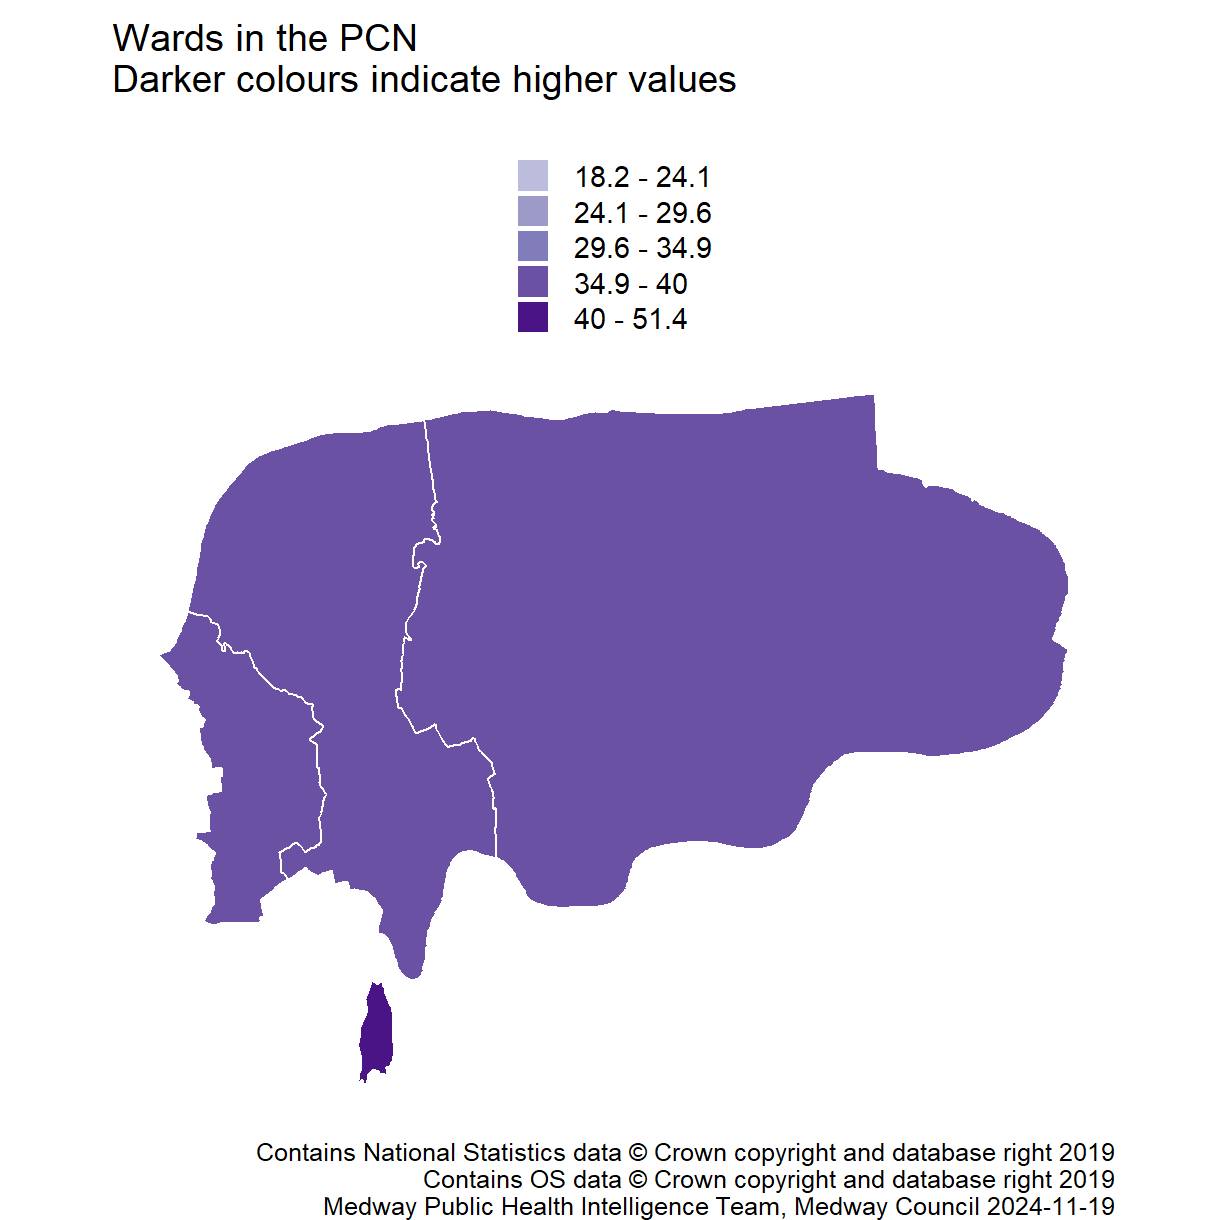 Wards in the PCN
Darker colours indicate higher values
18.2 - 24.1
24.1 - 29.6
29.6 - 34.9
34.9 - 40
40 - 51.4
Contains National Statistics data © Crown copyright and database right 2019
Contains OS data © Crown copyright and database right 2019
Medway Public Health Intelligence Team, Medway Council 2024-11-19